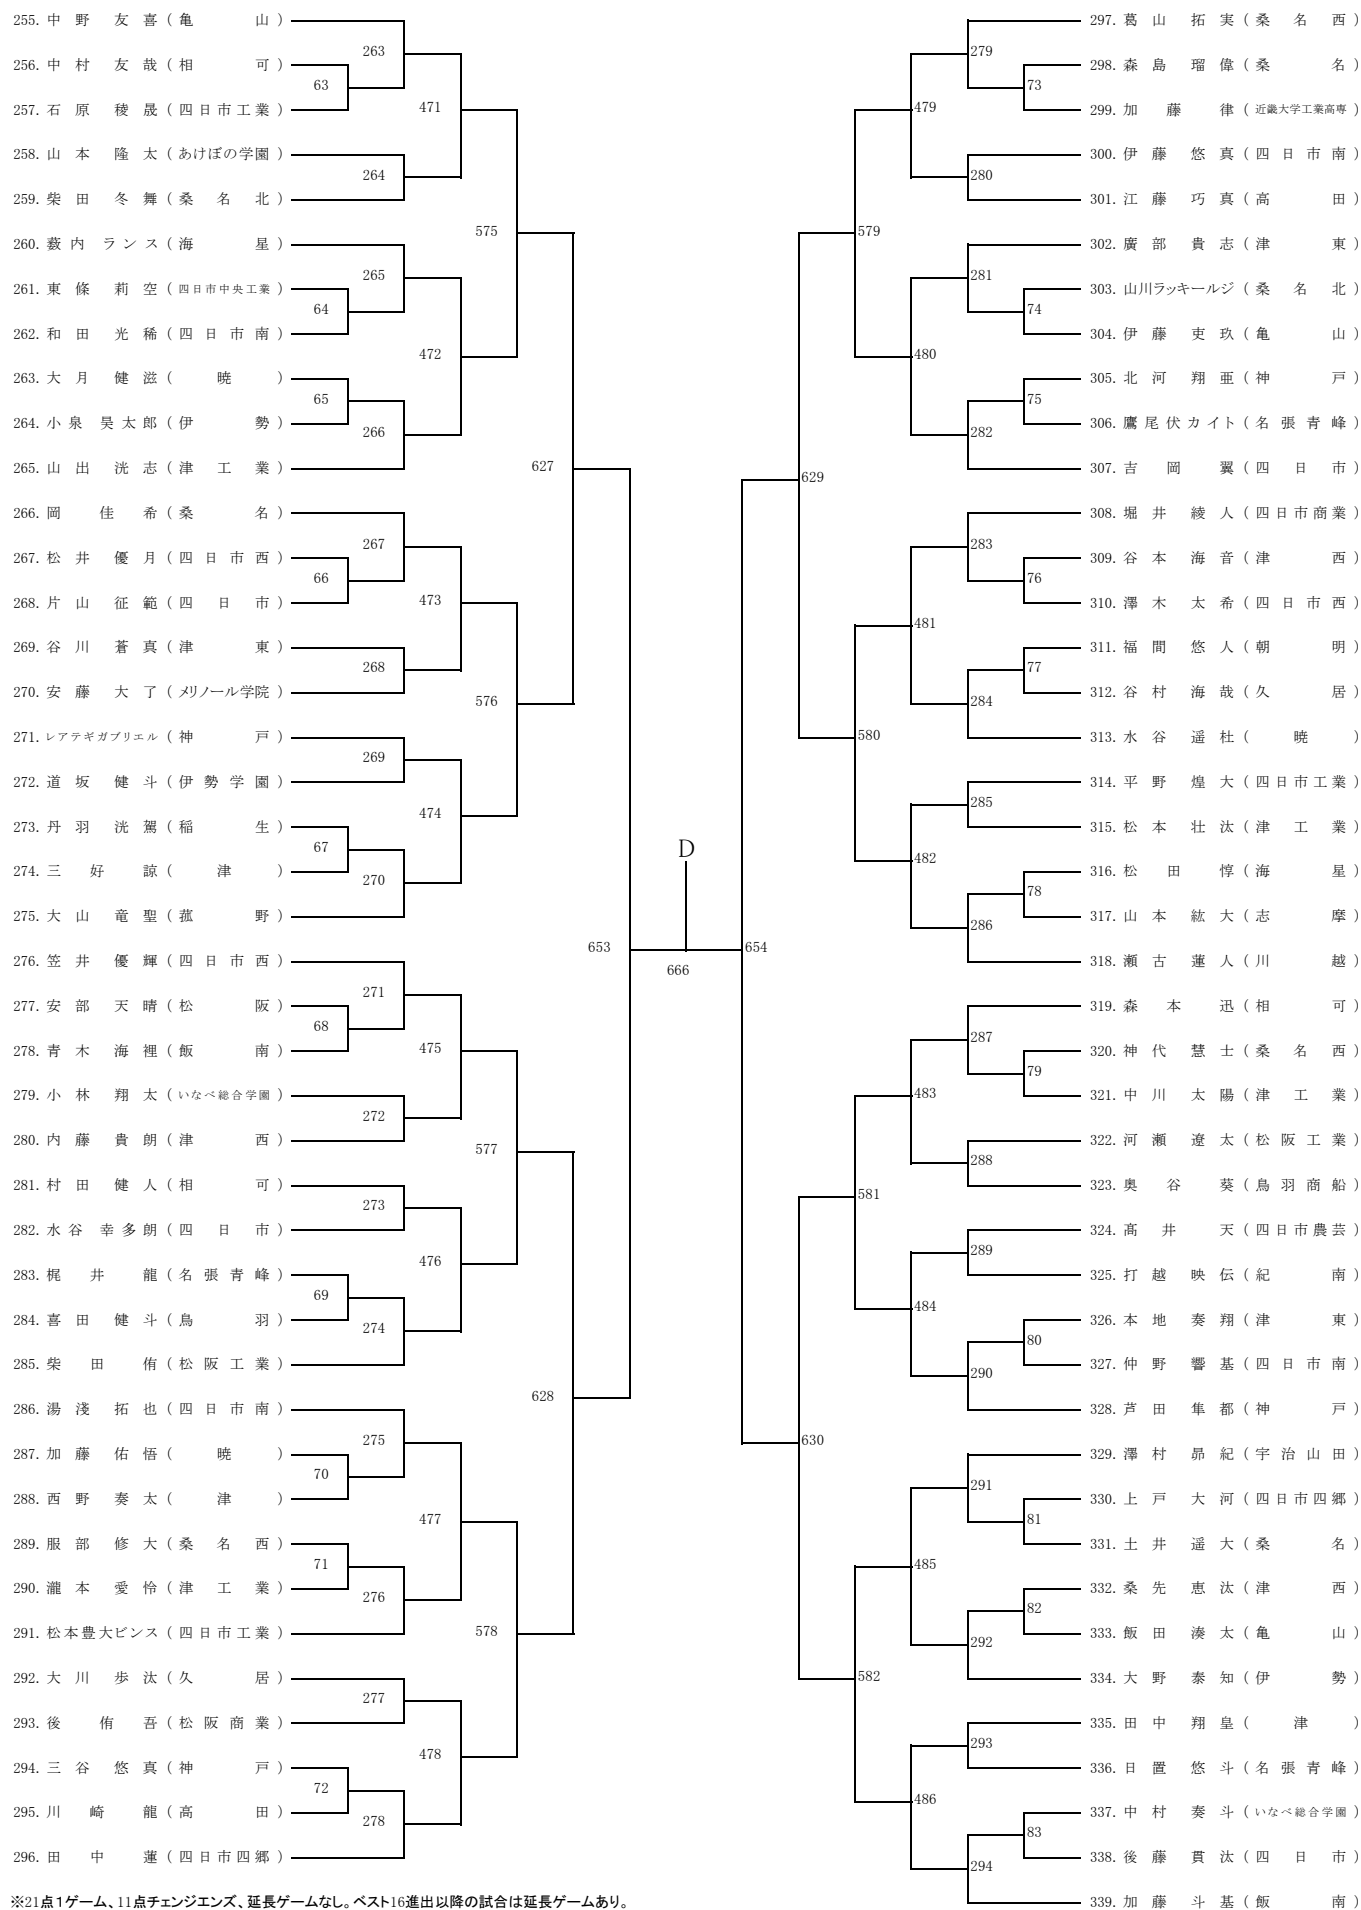 255. 中野 友喜 (亀山)
256. 中村 友哉 (相可)
257. 石原 稜晟 (四日市工業)
258. 山本 隆太 (あけぼの学園)
259. 柴田 冬舞 (桑名北)
260. 薮内 ランス (海星)
261. 東條 莉空 (四日市中央工業)
262. 和田 光稀 (四日市南)
263. 大月 健滋 (暁)
264. 小泉 昊太郎 (伊勢)
265. 山出 洸志 (津工業)
266. 岡 佳希 (桑名)
267. 松井 優月 (四日市西)
268. 片山 征範 (四日市)
269. 谷川 蒼真 (津東)
270. 安藤 大了 (メリノール学院)
271. レアテギガブリエル (神戸)
272. 道坂 健斗 (伊勢学園)
273. 丹羽 洸駕 (稲生)
274. 三好 諒 (津)
275. 大山 竜聖 (菰野)
276. 笠井 優輝 (四日市西)
277. 安部 天晴 (松阪)
278. 青木 海裡 (飯南)
279. 小林 翔太 (いなべ総合学園)
280. 内藤 貴朗 (津西)
281. 村田 健人 (相可)
282. 水谷 幸多朗 (四日市)
283. 梶井 龍 (名張青峰)
284. 喜田 健斗 (鳥羽)
285. 柴田 侑 (松阪工業)
286. 湯淺 拓也 (四日市南)
287. 加藤 佑悟 (暁)
288. 西野 奏太 (津)
289. 服部 修大 (桑名西)
290. 瀧本 愛怜 (津工業)
291. 松本豊大ビンス (四日市工業)
292. 大川 歩汰 (久居)
293. 後 侑吾 (松阪商業)
294. 三谷 悠真 (神戸)
295. 川崎 龍 (高田)
296. 田中 蓮 (四日市四郷)
63
64
65
66
67
68
69
70
71
72
263
264
265
266
267
268
269
270
271
272
273
274
275
276
277
278
471
472
473
474
475
476
477
478
575
576
577
578
627
628
653
D
666
654
629
630
579
580
581
582
479
480
481
482
483
484
485
486
279
280
281
282
283
284
285
286
287
288
289
290
291
292
293
294
73
74
75
76
77
78
79
80
81
82
83
297. 葛山 拓実 (桑名西)
298. 森島 瑠偉 (桑名)
299. 加藤 律 (近畿大学工業高専)
300. 伊藤 悠真 (四日市南)
301. 江藤 巧真 (高田)
302. 廣部 貴志 (津東)
303. 山川ラッキールジ (桑名北)
304. 伊藤 吏玖 (亀山)
305. 北河 翔亜 (神戸)
306. 鷹尾伏カイト (名張青峰)
307. 吉岡 翼 (四日市)
308. 堀井 綾人 (四日市商業)
309. 谷本 海音 (津西)
310. 澤木 太希 (四日市西)
311. 福間 悠人 (朝明)
312. 谷村 海哉 (久居)
313. 水谷 遥杜 (暁)
314. 平野 煌大 (四日市工業)
315. 松本 壮汰 (津工業)
316. 松田 惇 (海星)
317. 山本 紘大 (志摩)
318. 瀬古 蓮人 (川越)
319. 森本 迅 (相可)
320. 神代 慧士 (桑名西)
321. 中川 太陽 (津工業)
322. 河瀬 遼太 (松阪工業)
323. 奥谷 葵 (鳥羽商船)
324. 髙井 天 (四日市農芸)
325. 打越 映伝 (紀南)
326. 本地 奏翔 (津東)
327. 仲野 響基 (四日市南)
328. 芦田 隼都 (神戸)
329. 澤村 昴紀 (宇治山田)
330. 上戸 大河 (四日市四郷)
331. 土井 遥大 (桑名)
332. 桑先 恵汰 (津西)
333. 飯田 湊太 (亀山)
334. 大野 泰知 (伊勢)
335. 田中 翔皇 (津)
336. 日置 悠斗 (名張青峰)
337. 中村 奏斗 (いなべ総合学園)
338. 後藤 貫汰 (四日市)
339. 加藤 斗基 (飯南)
※21点1ゲーム、11点チェンジエンズ、延長ゲームなし。ベスト16進出以降の試合は延長ゲームあり。